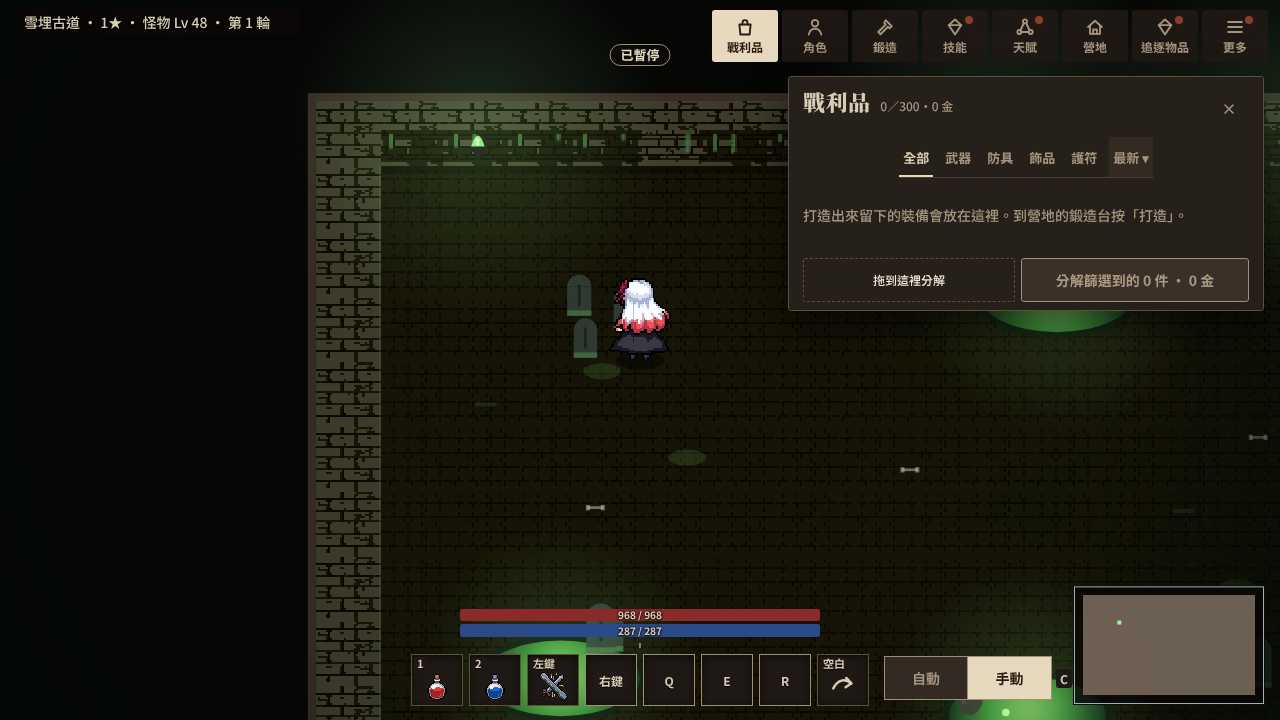 雪埋古道 · 1★ · 怪物 Lv 48 · 第 1 輪
已暫停
戰利品
角色
鍛造
技能
天賦
營地
追逐物品
更多
戰利品 0／300・0 金
×
全部 武器 防具 飾品 護符 最新▾
打造出來留下的裝備會放在這裡。到營地的鍛造台按「打造」。
拖到這裡分解
分解篩選到的 0 件 · 0 金
968 / 968
287 / 287
1
2
左鍵
右鍵
Q
E
R
空白
自動
手動
C